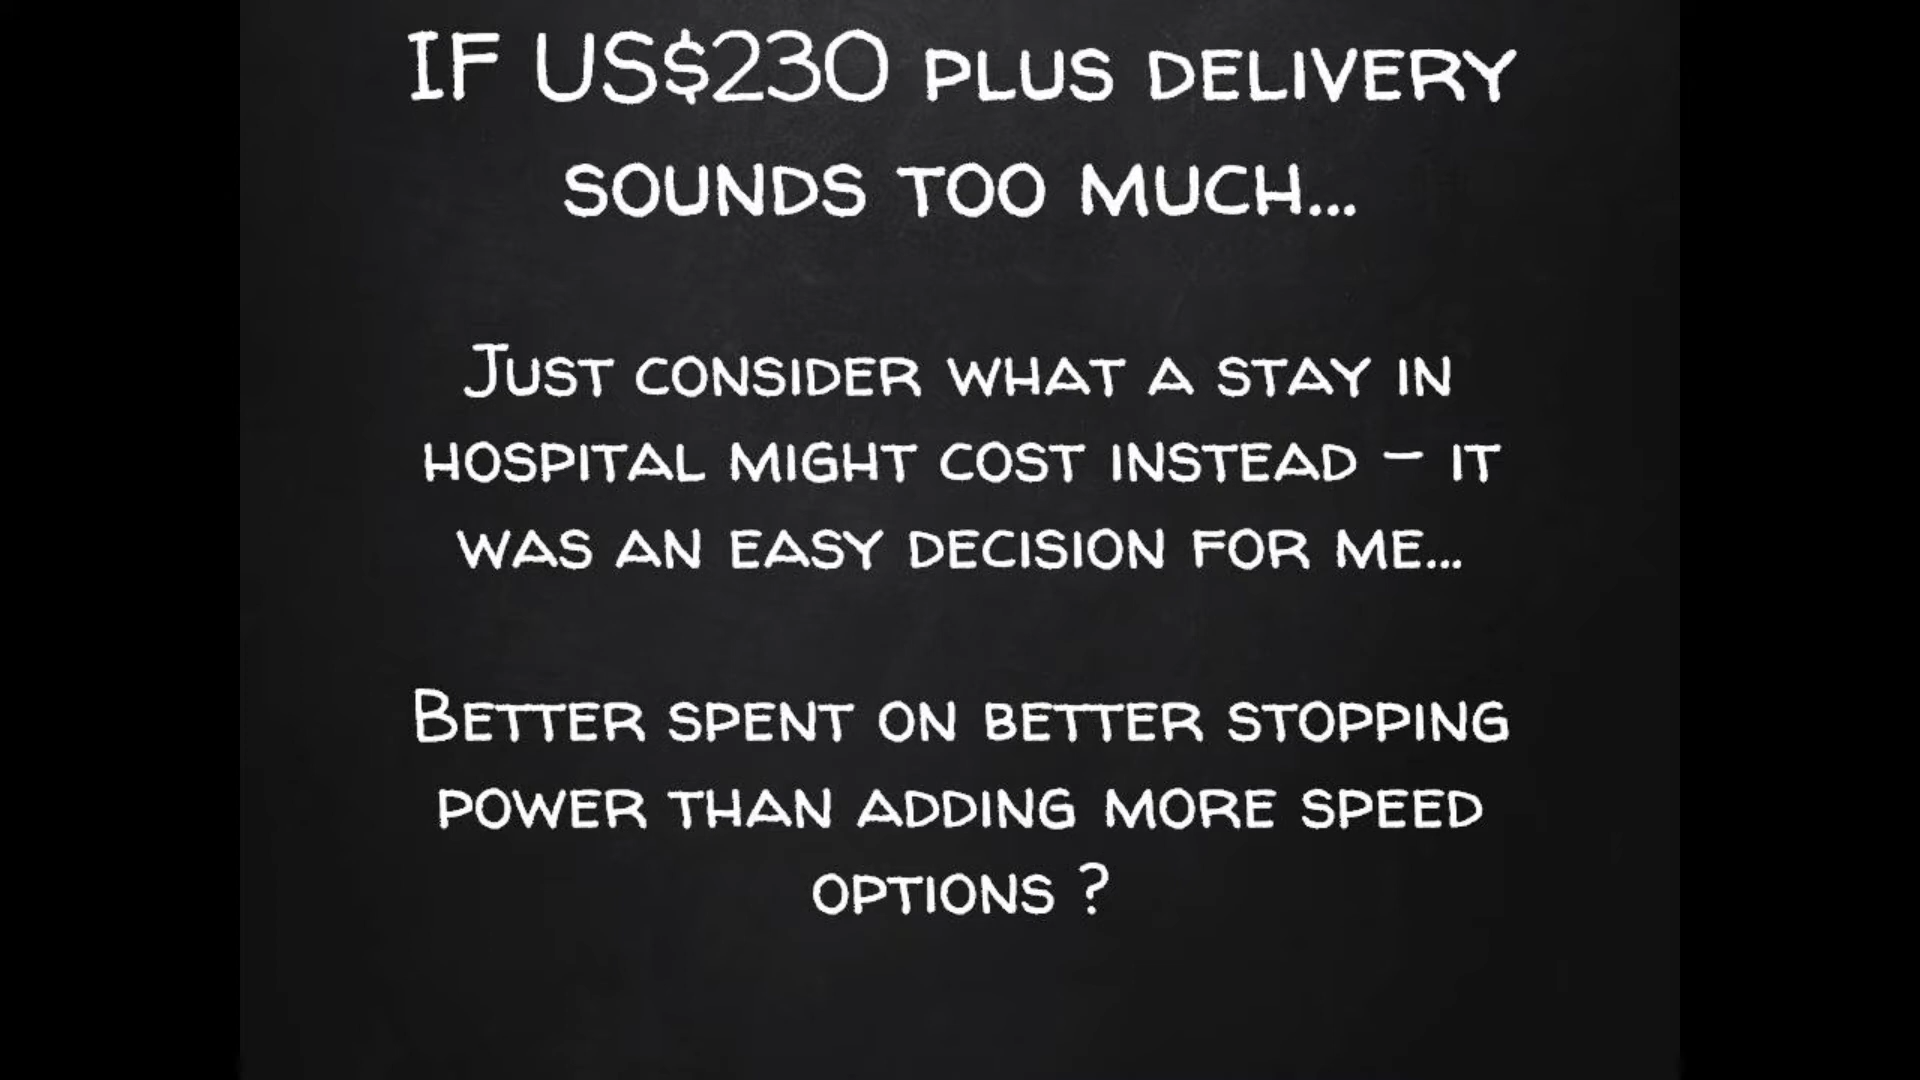 IF US$230 PLUS DELIVERY
SOUNDS TOO MUCH...
JUST CONSIDER WHAT A STAY IN
HOSPITAL MIGHT COST INSTEAD – IT
WAS AN EASY DECISION FOR ME...
BETTER SPENT ON BETTER STOPPING
POWER THAN ADDING MORE SPEED
OPTIONS ?